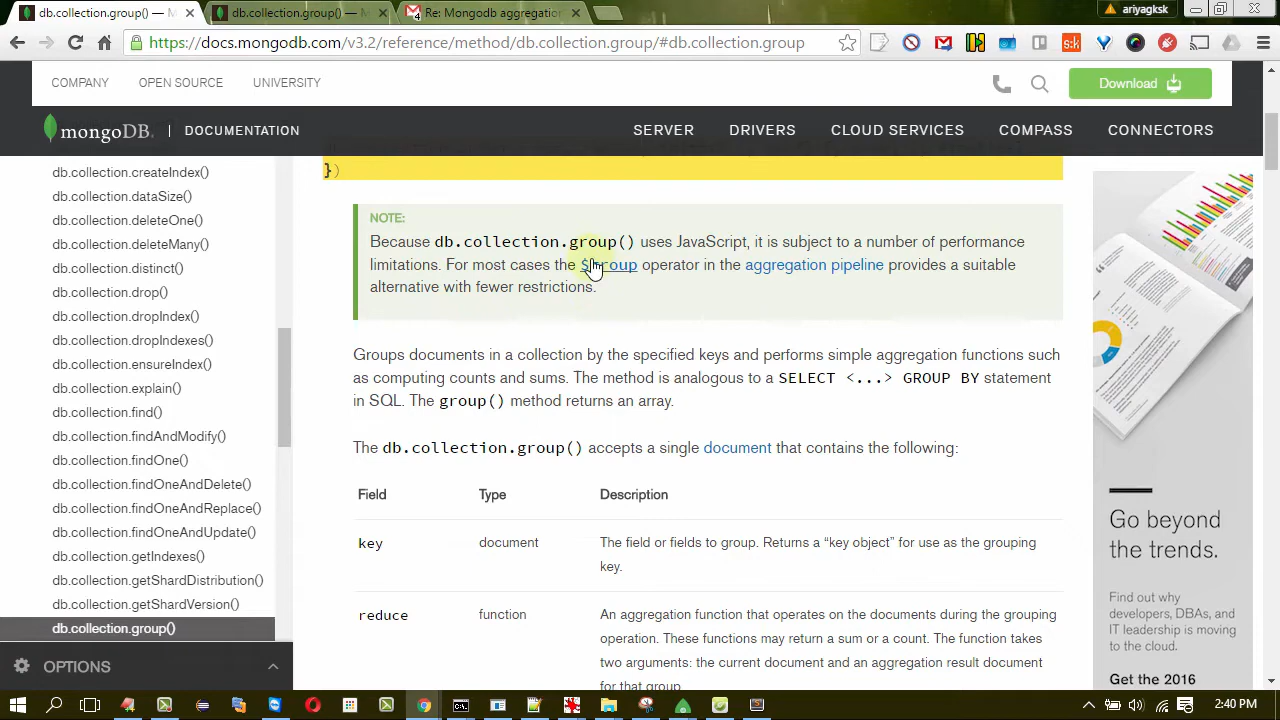 db.collection.group() — M
db.collection.group() — M
Re: Mongodb aggregation
ariyagksk
https://docs.mongodb.com/v3.2/reference/method/db.collection.group/#db.collection.group
COMPANY OPEN SOURCE UNIVERSITY
Download
mongoDB. DOCUMENTATION
SERVER DRIVERS CLOUD SERVICES COMPASS CONNECTORS
db.collection.createIndex()
db.collection.dataSize()
db.collection.deleteOne()
db.collection.deleteMany()
db.collection.distinct()
db.collection.drop()
db.collection.dropIndex()
db.collection.dropIndexes()
db.collection.ensureIndex()
db.collection.explain()
db.collection.find()
db.collection.findAndModify()
db.collection.findOne()
db.collection.findOneAndDelete()
db.collection.findOneAndReplace()
db.collection.findOneAndUpdate()
db.collection.getIndexes()
db.collection.getShardDistribution()
db.collection.getShardVersion()
db.collection.group()
OPTIONS
})
NOTE:
Because db.collection.group() uses JavaScript, it is subject to a number of performance
limitations. For most cases the $group operator in the aggregation pipeline provides a suitable
alternative with fewer restrictions.
Groups documents in a collection by the specified keys and performs simple aggregation functions such
as computing counts and sums. The method is analogous to a SELECT <...> GROUP BY statement
in SQL. The group() method returns an array.
The db.collection.group() accepts a single document that contains the following:
Field Type Description
key document The field or fields to group. Returns a “key object” for use as the grouping
key.
reduce function An aggregation function that operates on the documents during the grouping
operation. These functions may return a sum or a count. The function takes
two arguments: the current document and an aggregation result document
for that group.
Go beyond
the trends.
Find out why
developers, DBAs, and
IT leadership is moving
to the cloud.
Get the 2016
2:40 PM